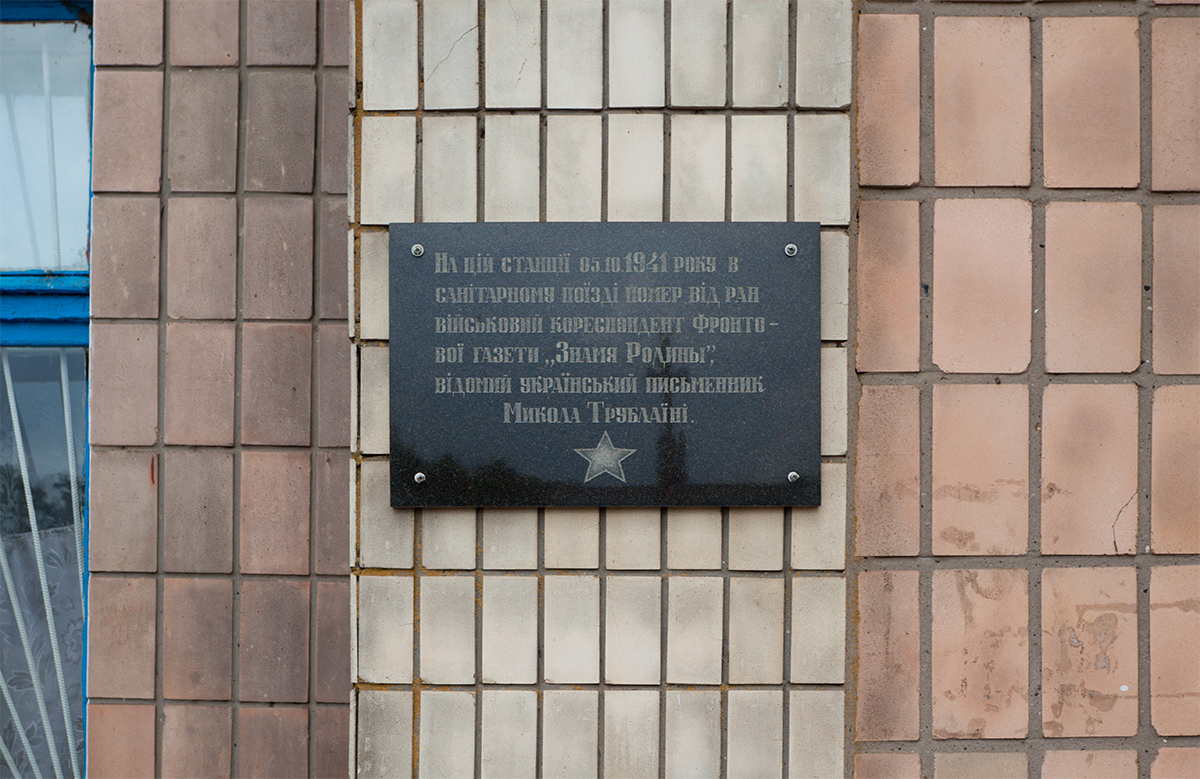 На цій станції 05.10.1941 року в
санітарному поїзді помер від ран
військовий кореспондент Фронто-
вої газети „Знамя Родины”,
відомий український письменник
Микола Трублаїні.